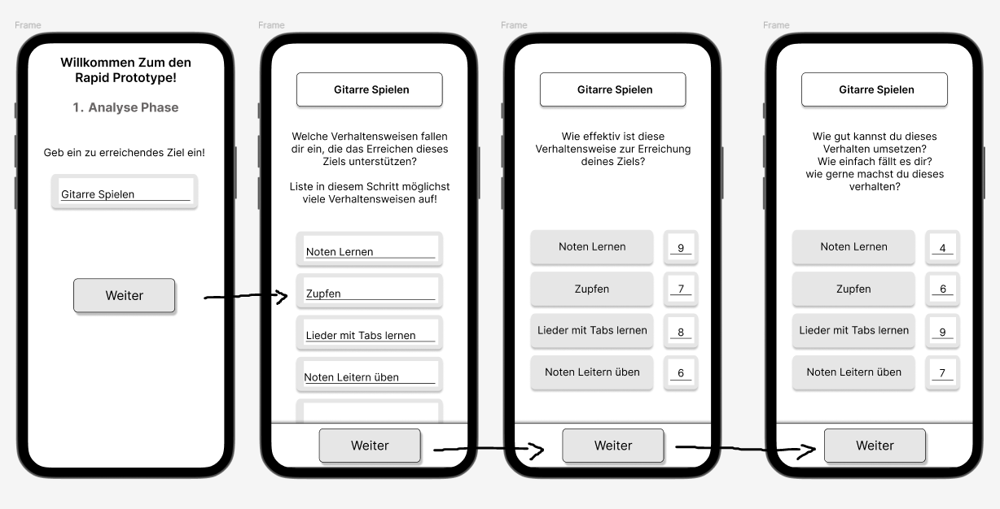 Frame
Willkommen Zum den
Rapid Prototype!
1. Analyse Phase
Geb ein zu erreichendes Ziel ein!
Gitarre Spielen
Weiter
Frame
Gitarre Spielen
Welche Verhaltensweisen fallen
dir ein, die das Erreichen dieses
Ziels unterstützen?
Liste in diesem Schritt möglichst
viele Verhaltensweisen auf!
Noten Lernen
Zupfen
Lieder mit Tabs lernen
Noten Leitern üben
Weiter
Frame
Gitarre Spielen
Wie effektiv ist diese
Verhaltensweise zur Erreichung
deines Ziels?
Noten Lernen 9
Zupfen 7
Lieder mit Tabs lernen 8
Noten Leitern üben 6
Weiter
Frame
Gitarre Spielen
Wie gut kannst du dieses
Verhalten umsetzen?
Wie einfach fällt es dir?
wie gerne machst du dieses
verhalten?
Noten Lernen 4
Zupfen 6
Lieder mit Tabs lernen 9
Noten Leitern üben 7
Weiter